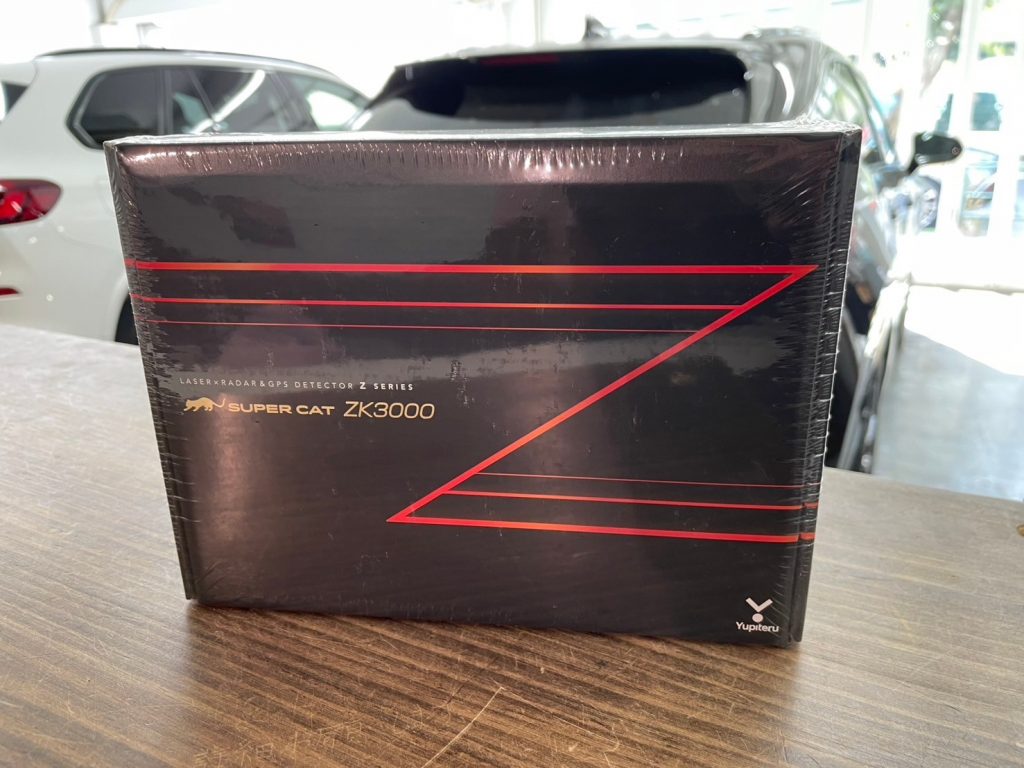 LASER×RADAR&GPS DETECTOR Z SERIES
SUPER CAT ZK3000
Yupiteru